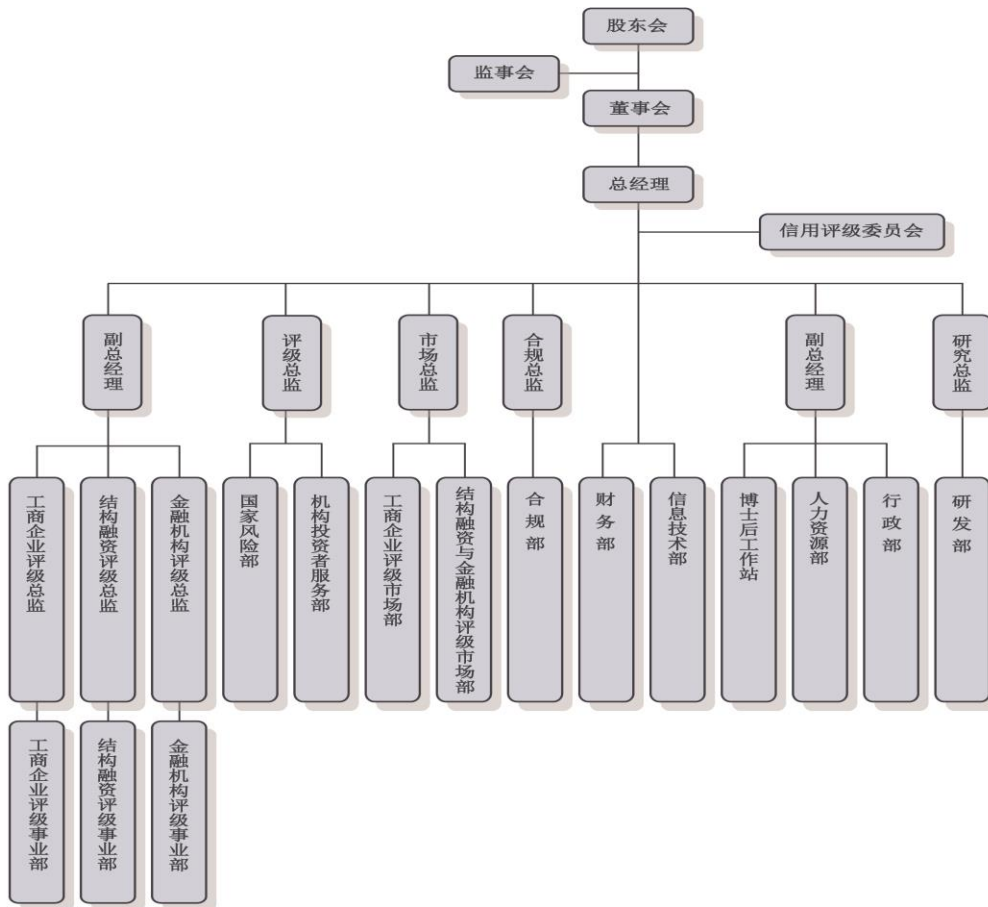 股东会
监事会
董事会
总经理
信用评级委员会
副总经理
评级总监
市场总监
合规总监
副总经理
研究总监
工商企业评级总监
结构融资评级总监
金融机构评级总监
国家风险部
机构投资者服务部
工商企业评级市场部
结构融资与金融机构评级市场部
合规部
财务部
信息技术部
博士后工作站
人力资源部
行政部
研发部
工商企业评级事业部
结构融资评级事业部
金融机构评级事业部